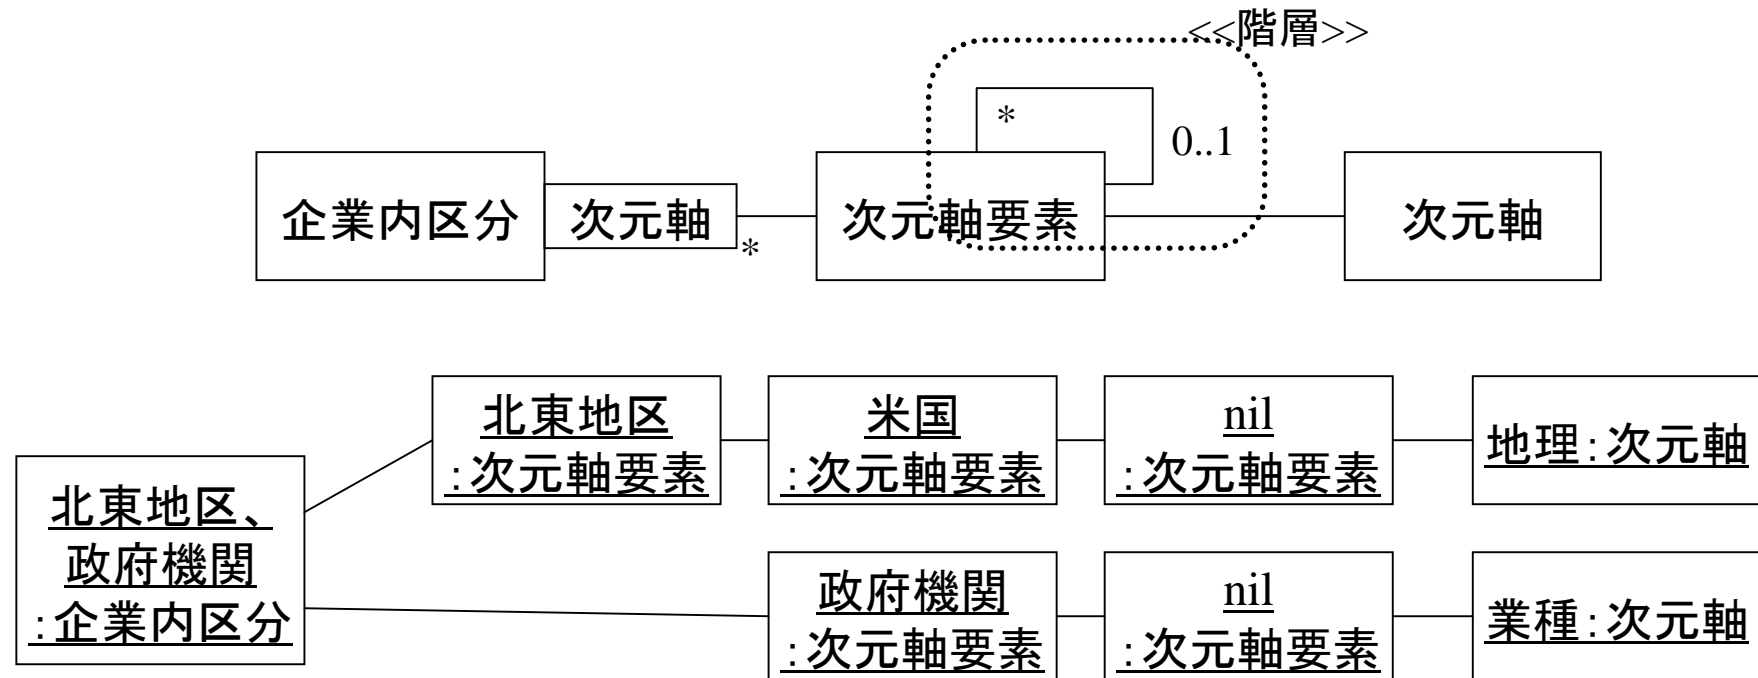 <<階層>>
*
0..1
企業内区分
次元軸
*
次元軸要素
次元軸
北東地区
:次元軸要素
米国
:次元軸要素
nil
:次元軸要素
地理:次元軸
北東地区、
政府機関
:企業内区分
政府機関
:次元軸要素
nil
:次元軸要素
業種:次元軸